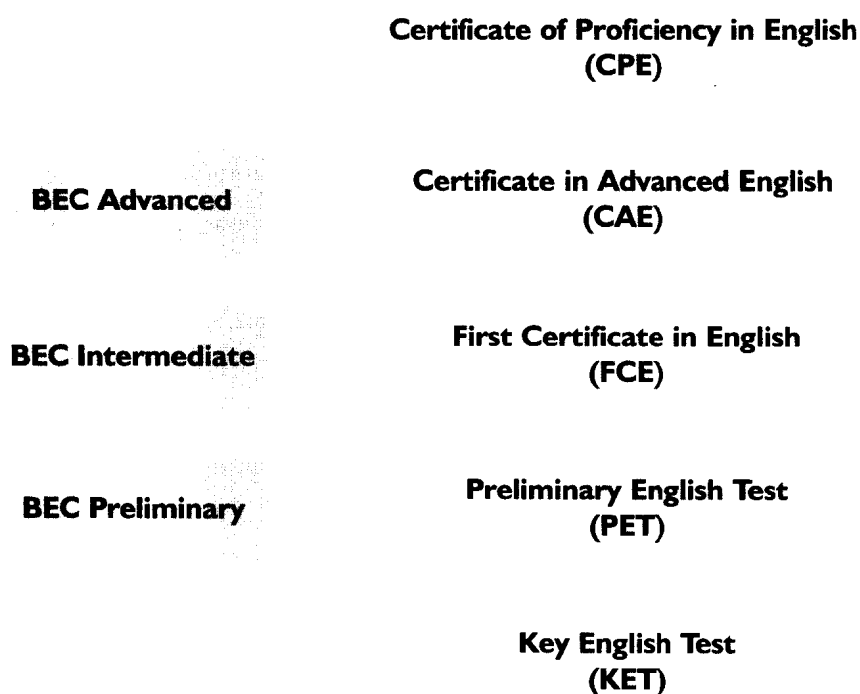 Certificate of Proficiency in English
(CPE)
BEC Advanced
Certificate in Advanced English
(CAE)
BEC Intermediate
First Certificate in English
(FCE)
BEC Preliminary
Preliminary English Test
(PET)
Key English Test
(KET)